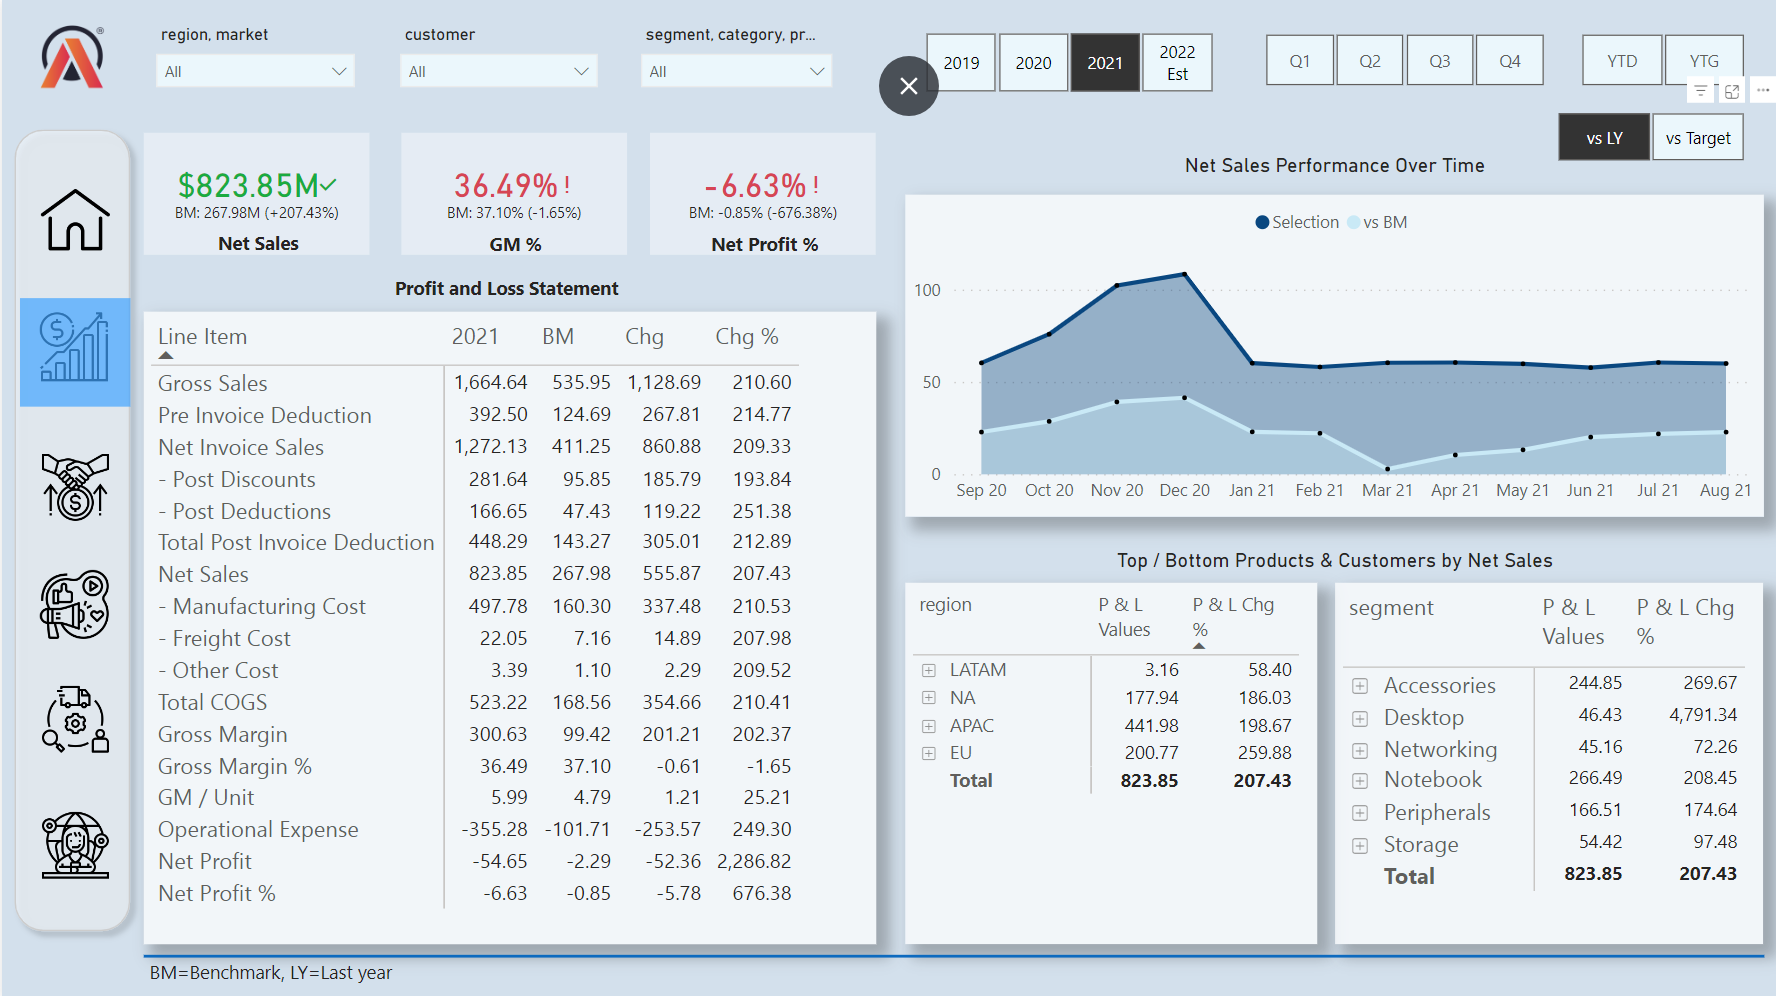 region, market
customer
segment, category, pr...
All
All
All
2019
2020
2021
2022
Est
Q1
Q2
Q3
Q4
YTD
YTG
vs LY
vs Target
$823.85M
BM: 267.98M (+207.43%)
Net Sales
36.49% !
BM: 37.10% (-1.65%)
GM %
-6.63% !
BM: -0.85% (-676.38%)
Net Profit %
Profit and Loss Statement
Line Item 2021 BM Chg Chg %
Gross Sales 1,664.64 535.95 1,128.69 210.60
Pre Invoice Deduction 392.50 124.69 267.81 214.77
Net Invoice Sales 1,272.13 411.25 860.88 209.33
- Post Discounts 281.64 95.85 185.79 193.84
- Post Deductions 166.65 47.43 119.22 251.38
Total Post Invoice Deduction 448.29 143.27 305.01 212.89
Net Sales 823.85 267.98 555.87 207.43
- Manufacturing Cost 497.78 160.30 337.48 210.53
- Freight Cost 22.05 7.16 14.89 207.98
- Other Cost 3.39 1.10 2.29 209.52
Total COGS 523.22 168.56 354.66 210.41
Gross Margin 300.63 99.42 201.21 202.37
Gross Margin % 36.49 37.10 -0.61 -1.65
GM / Unit 5.99 4.79 1.21 25.21
Operational Expense -355.28 -101.71 -253.57 249.30
Net Profit -54.65 -2.29 -52.36 2,286.82
Net Profit % -6.63 -0.85 -5.78 676.38
Net Sales Performance Over Time
Selection vs BM
100
50
0
Sep 20 Oct 20 Nov 20 Dec 20 Jan 21 Feb 21 Mar 21 Apr 21 May 21 Jun 21 Jul 21 Aug 21
Top / Bottom Products & Customers by Net Sales
region P & L P & L Chg
Values %
LATAM 3.16 58.40
NA 177.94 186.03
APAC 441.98 198.67
EU 200.77 259.88
Total 823.85 207.43
segment P & L P & L Chg
Values %
Accessories 244.85 269.67
Desktop 46.43 4,791.34
Networking 45.16 72.26
Notebook 266.49 208.45
Peripherals 166.51 174.64
Storage 54.42 97.48
Total 823.85 207.43
BM=Benchmark, LY=Last year